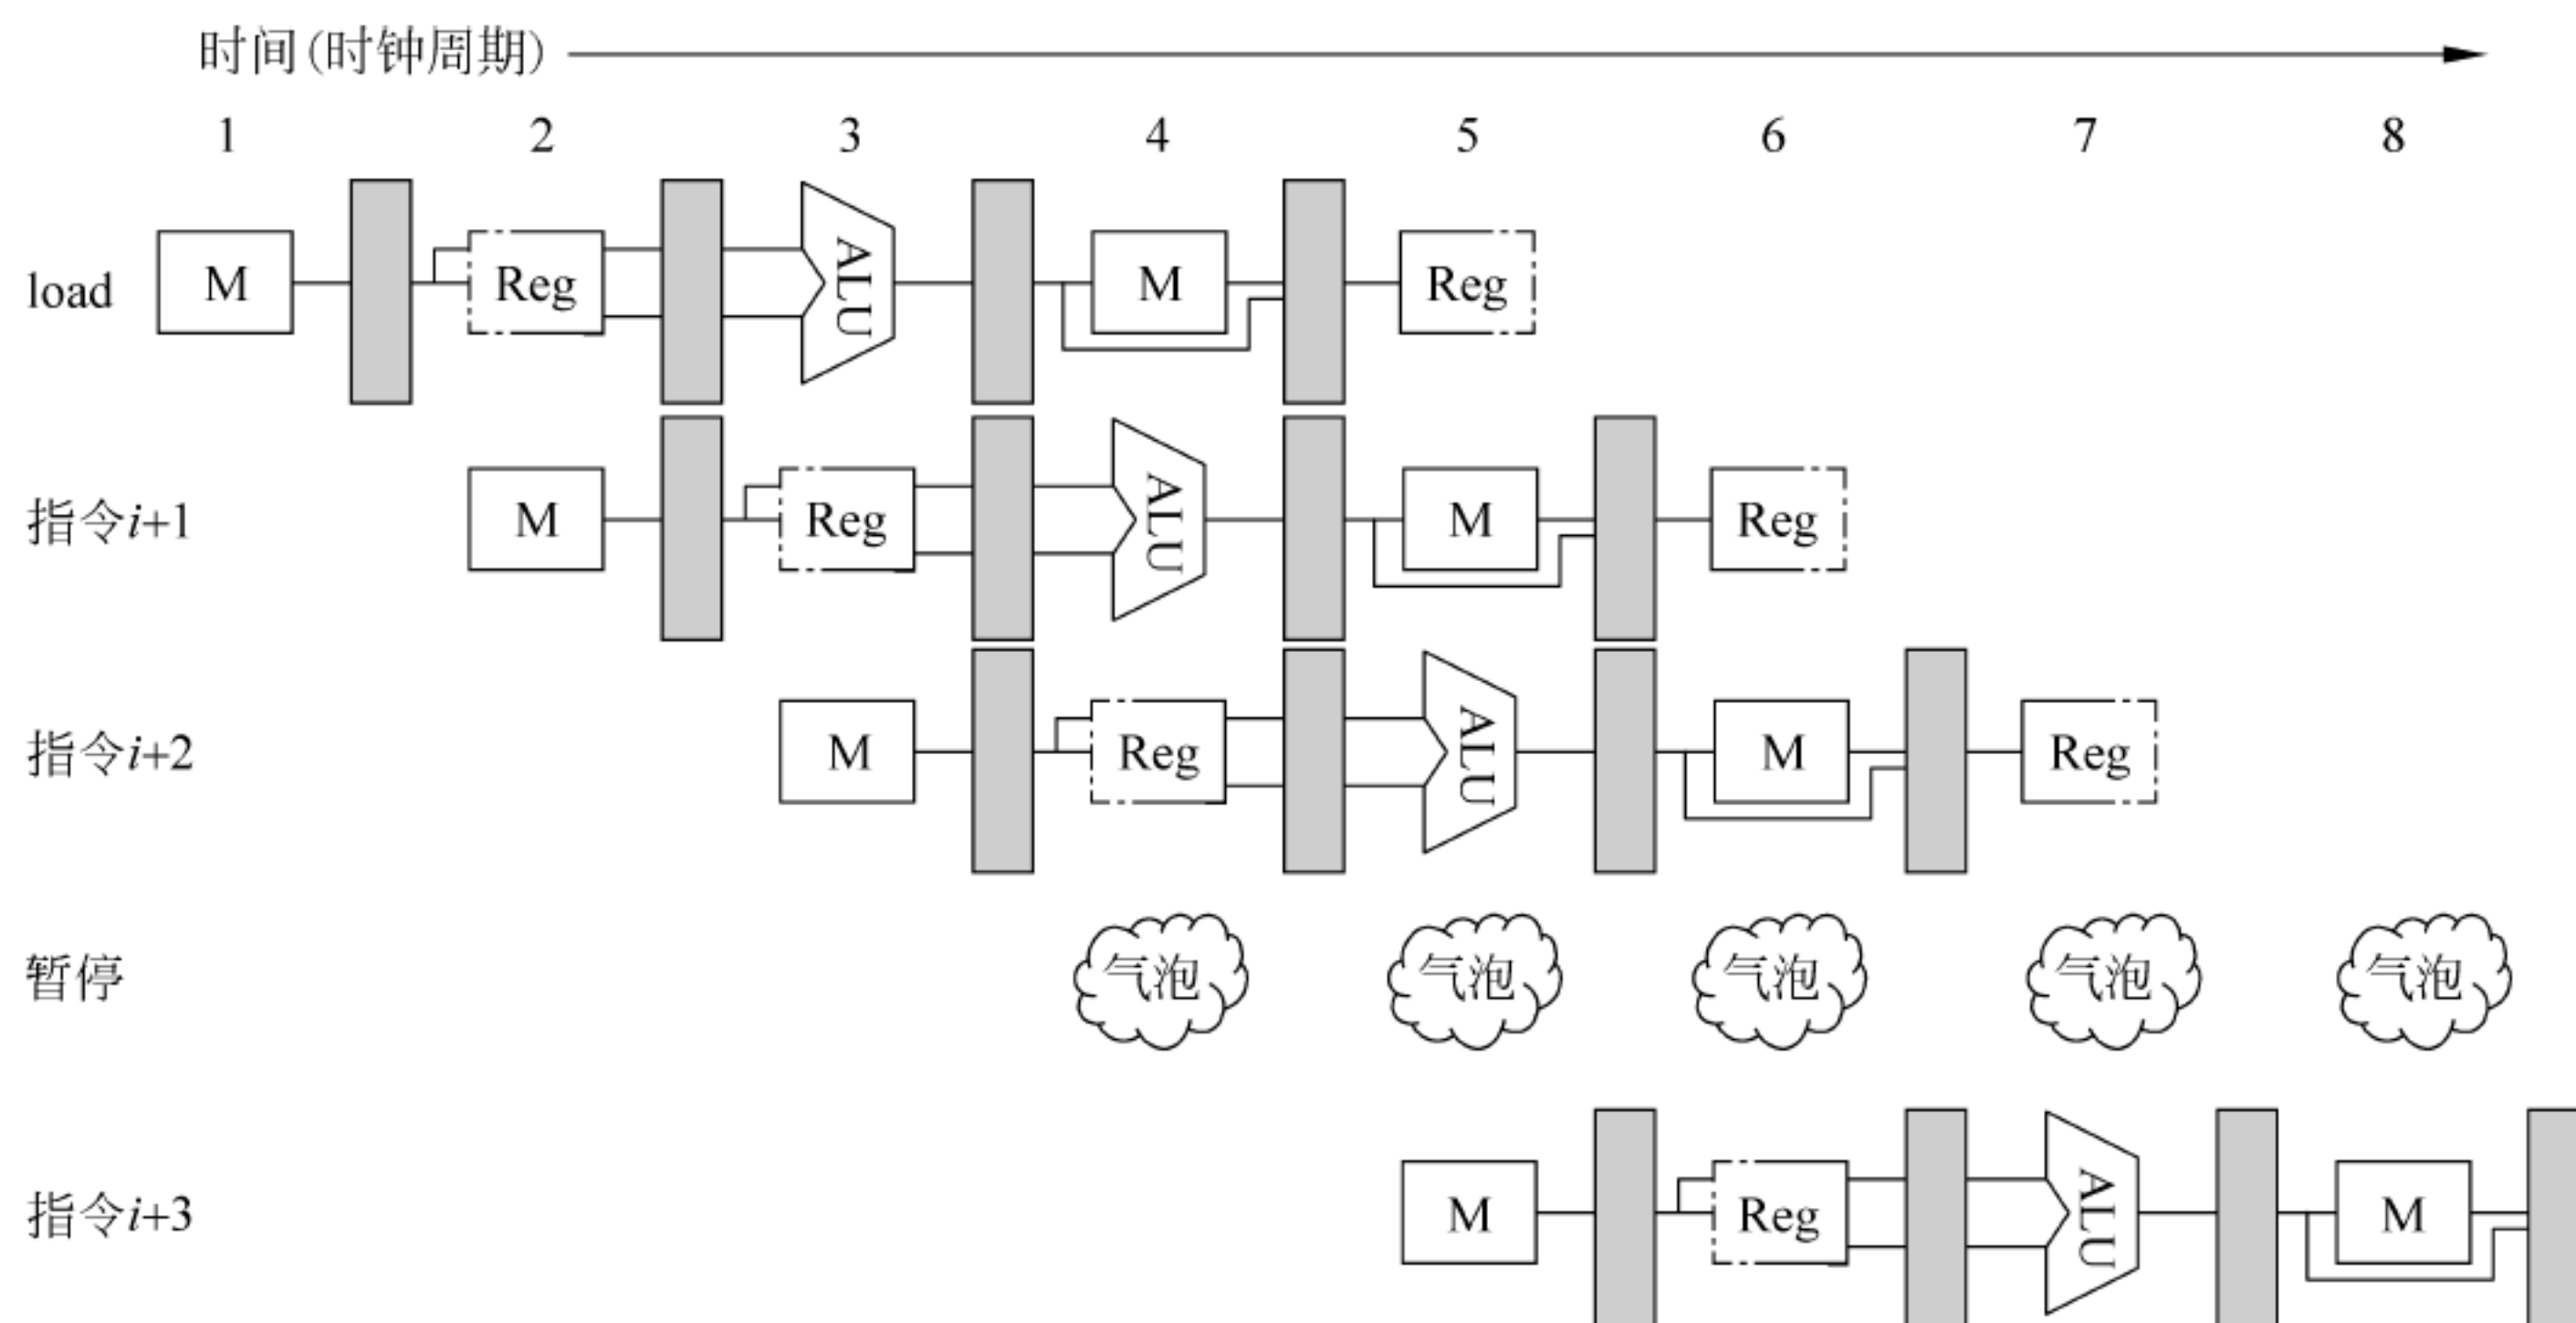 时间(时钟周期)
1 2 3 4 5 6 7 8
load M Reg ALU M Reg
指令i+1 M Reg ALU M Reg
指令i+2 M Reg ALU M Reg
暂停 气泡 气泡 气泡 气泡 气泡
指令i+3 M Reg ALU M